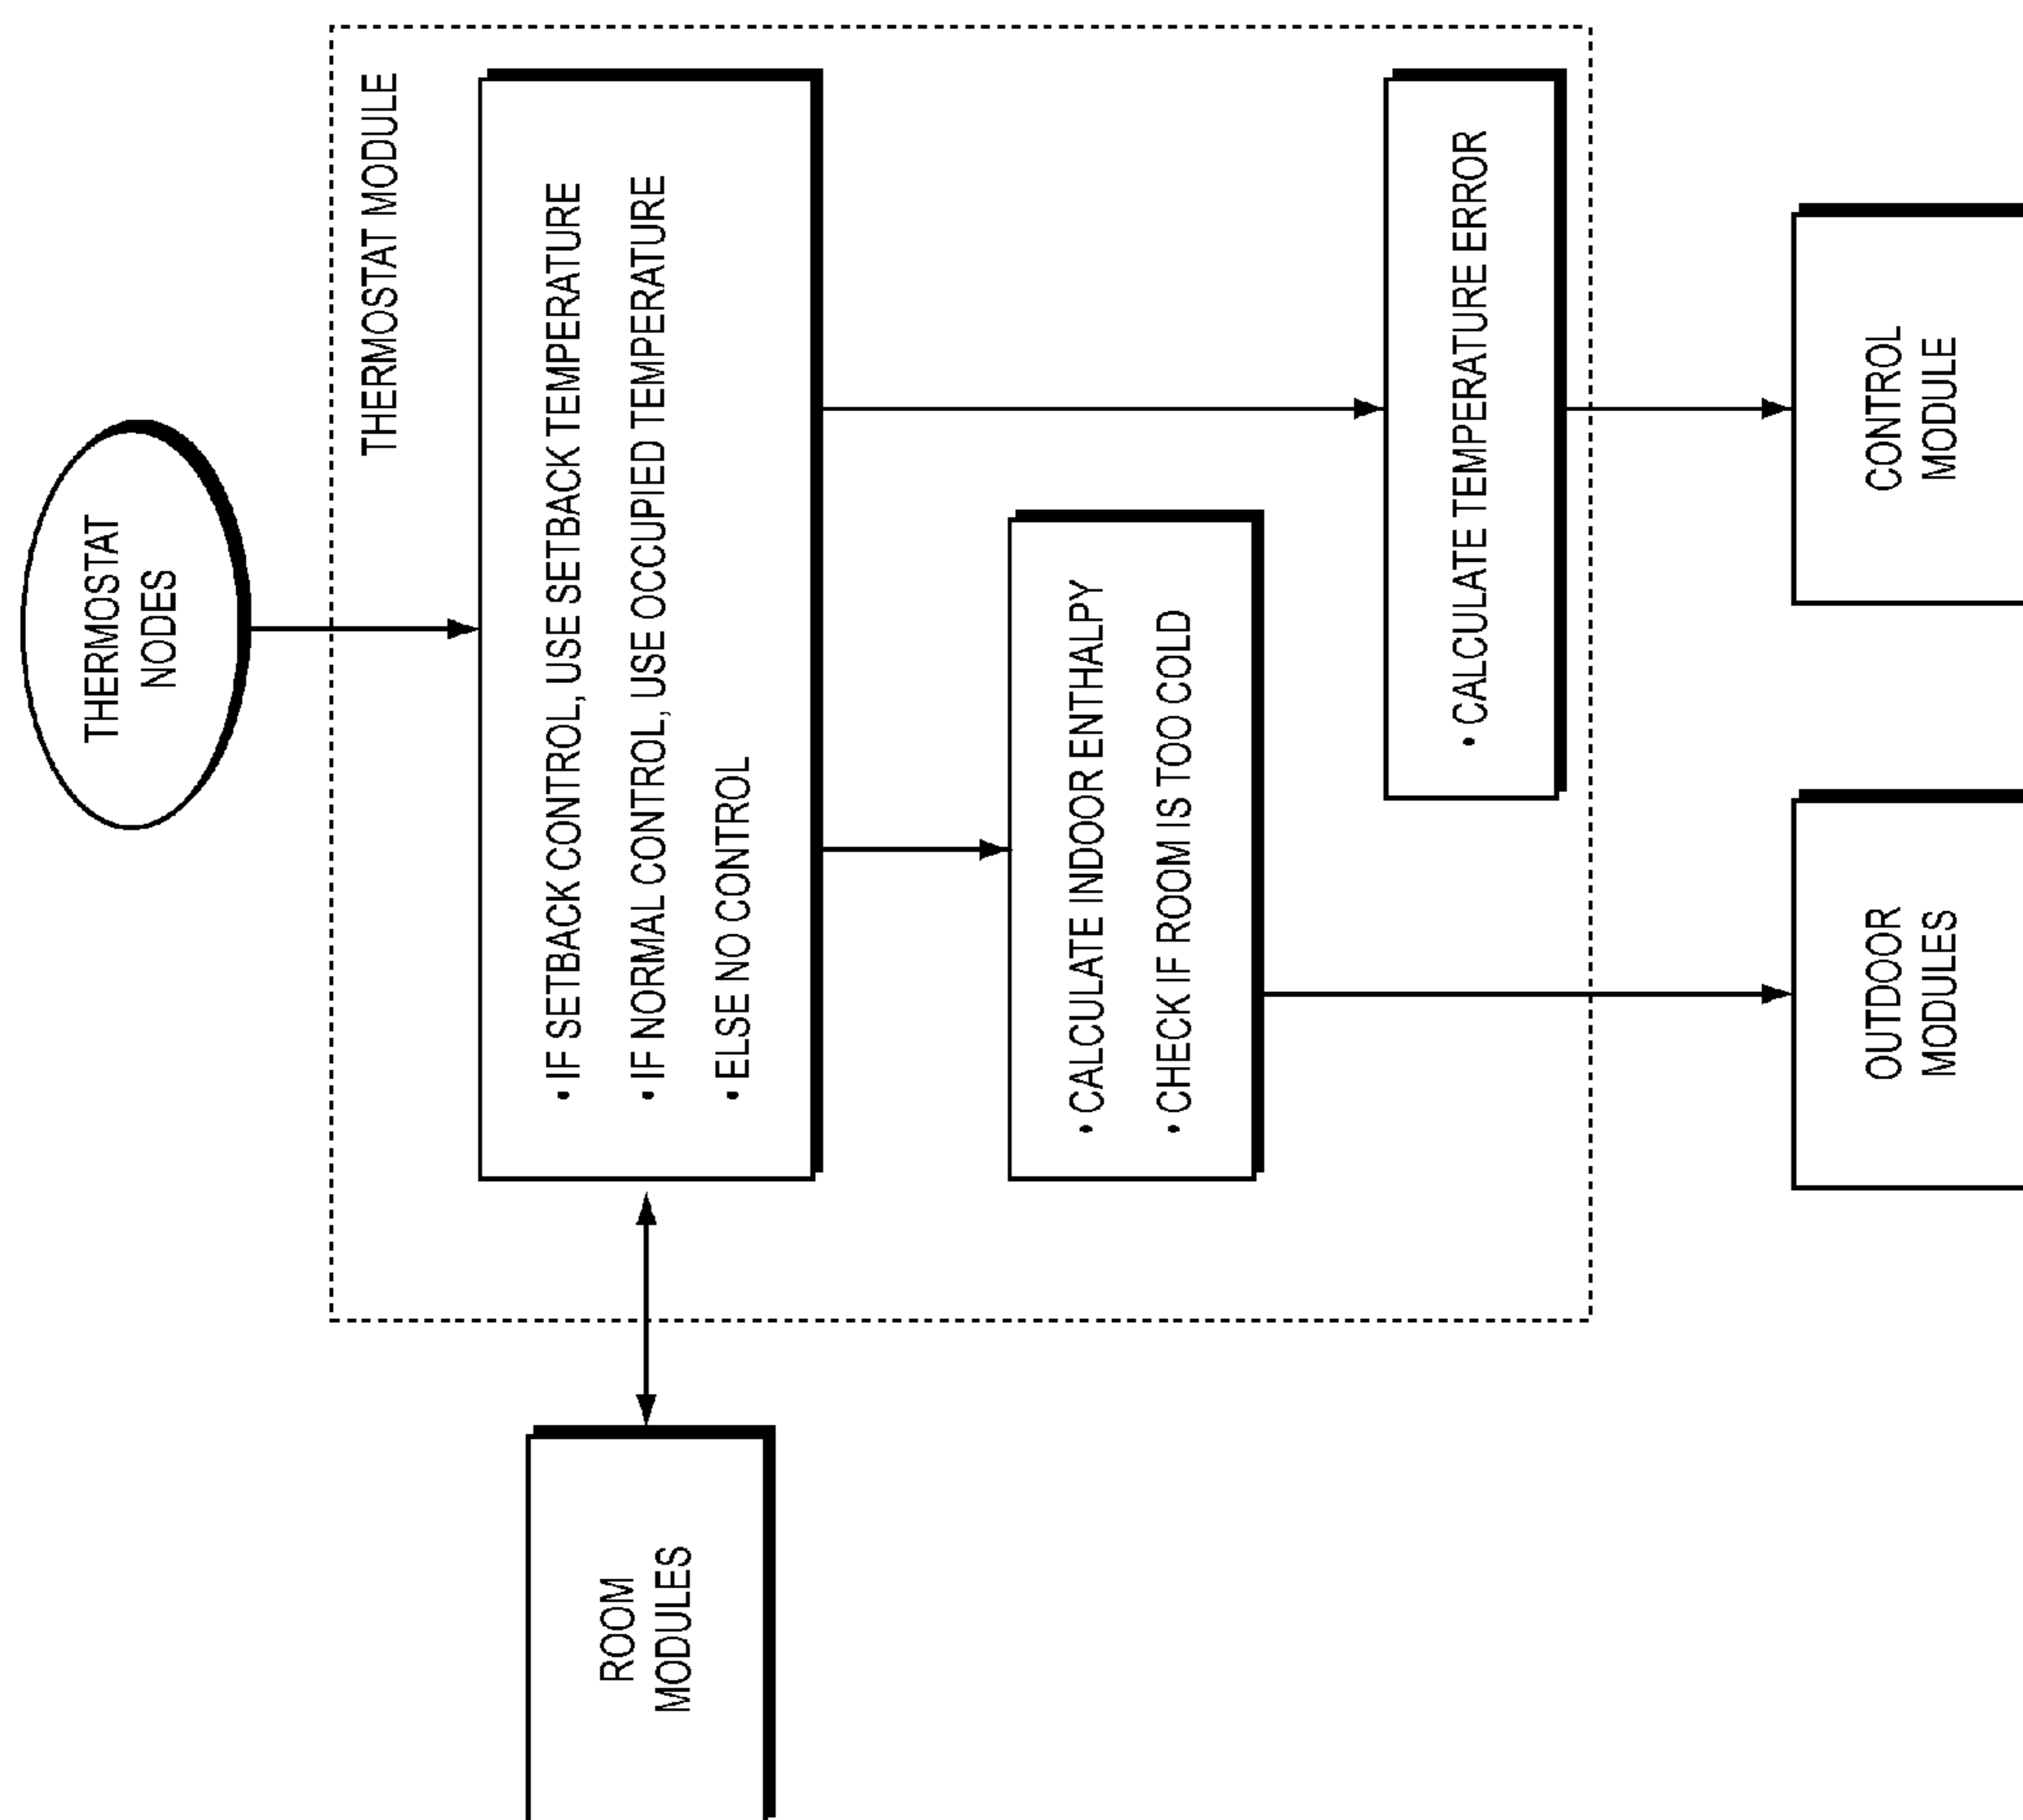 THERMOSTAT
NODES
THERMOSTAT MODULE
• IF SETBACK CONTROL, USE SETBACK TEMPERATURE
• IF NORMAL CONTROL, USE OCCUPIED TEMPERATURE
• ELSE NO CONTROL
ROOM
MODULES
• CALCULATE INDOOR ENTHALPY
• CHECK IF ROOM IS TOO COLD
• CALCULATE TEMPERATURE ERROR
OUTDOOR
MODULES
CONTROL
MODULE